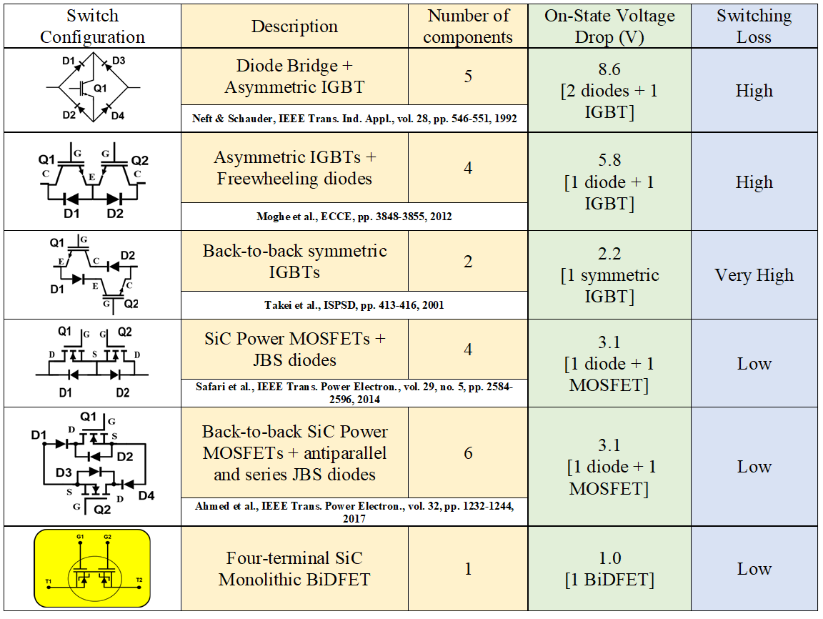 Switch
Configuration
Description
Number of
components
On-State Voltage
Drop (V)
Switching
Loss
D1
D3
Q1
D2
D4
Diode Bridge +
Asymmetric IGBT
5
8.6
[2 diodes + 1
IGBT]
High
Neft & Schauder, IEEE Trans. Ind. Appl., vol. 28, pp. 546-551, 1992
Q1
G
G
Q2
C
E
C
D1
D2
Asymmetric IGBTs +
Freewheeling diodes
4
5.8
[1 diode + 1
IGBT]
High
Moghe et al., ECCE, pp. 3848-3855, 2012
Q1
G
D2
E
C
D1
E
C
G
Q2
Back-to-back symmetric
IGBTs
2
2.2
[1 symmetric
IGBT]
Very High
Takei et al., ISPSD, pp. 413-416, 2001
Q1
G
G
Q2
D
S
D
D1
D2
SiC Power MOSFETs +
JBS diodes
4
3.1
[1 diode + 1
MOSFET]
Low
Safari et al., IEEE Trans. Power Electron., vol. 29, no. 5, pp. 2584-
2596, 2014
Q1
G
D1
D
S
D2
D3
S
D
D4
G
Q2
Back-to-back SiC Power
MOSFETs + antiparallel
and series JBS diodes
6
3.1
[1 diode + 1
MOSFET]
Low
Ahmed et al., IEEE Trans. Power Electron., vol. 32, pp. 1232-1244,
2017
G1
G2
T1
T2
Four-terminal SiC
Monolithic BiDFET
1
1.0
[1 BiDFET]
Low